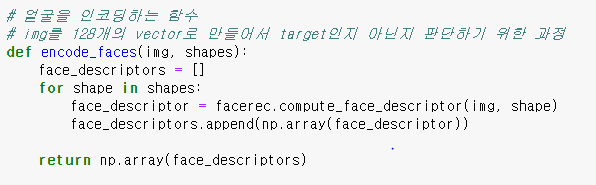 # 얼굴을 인코딩하는 함수
# img를 128개의 vector로 만들어서 target인지 아닌지 판단하기 위한 과정
def encode_faces(img, shapes):
    face_descriptors = []
    for shape in shapes:
        face_descriptor = facerec.compute_face_descriptor(img, shape)
        face_descriptors.append(np.array(face_descriptor))
    return np.array(face_descriptors)